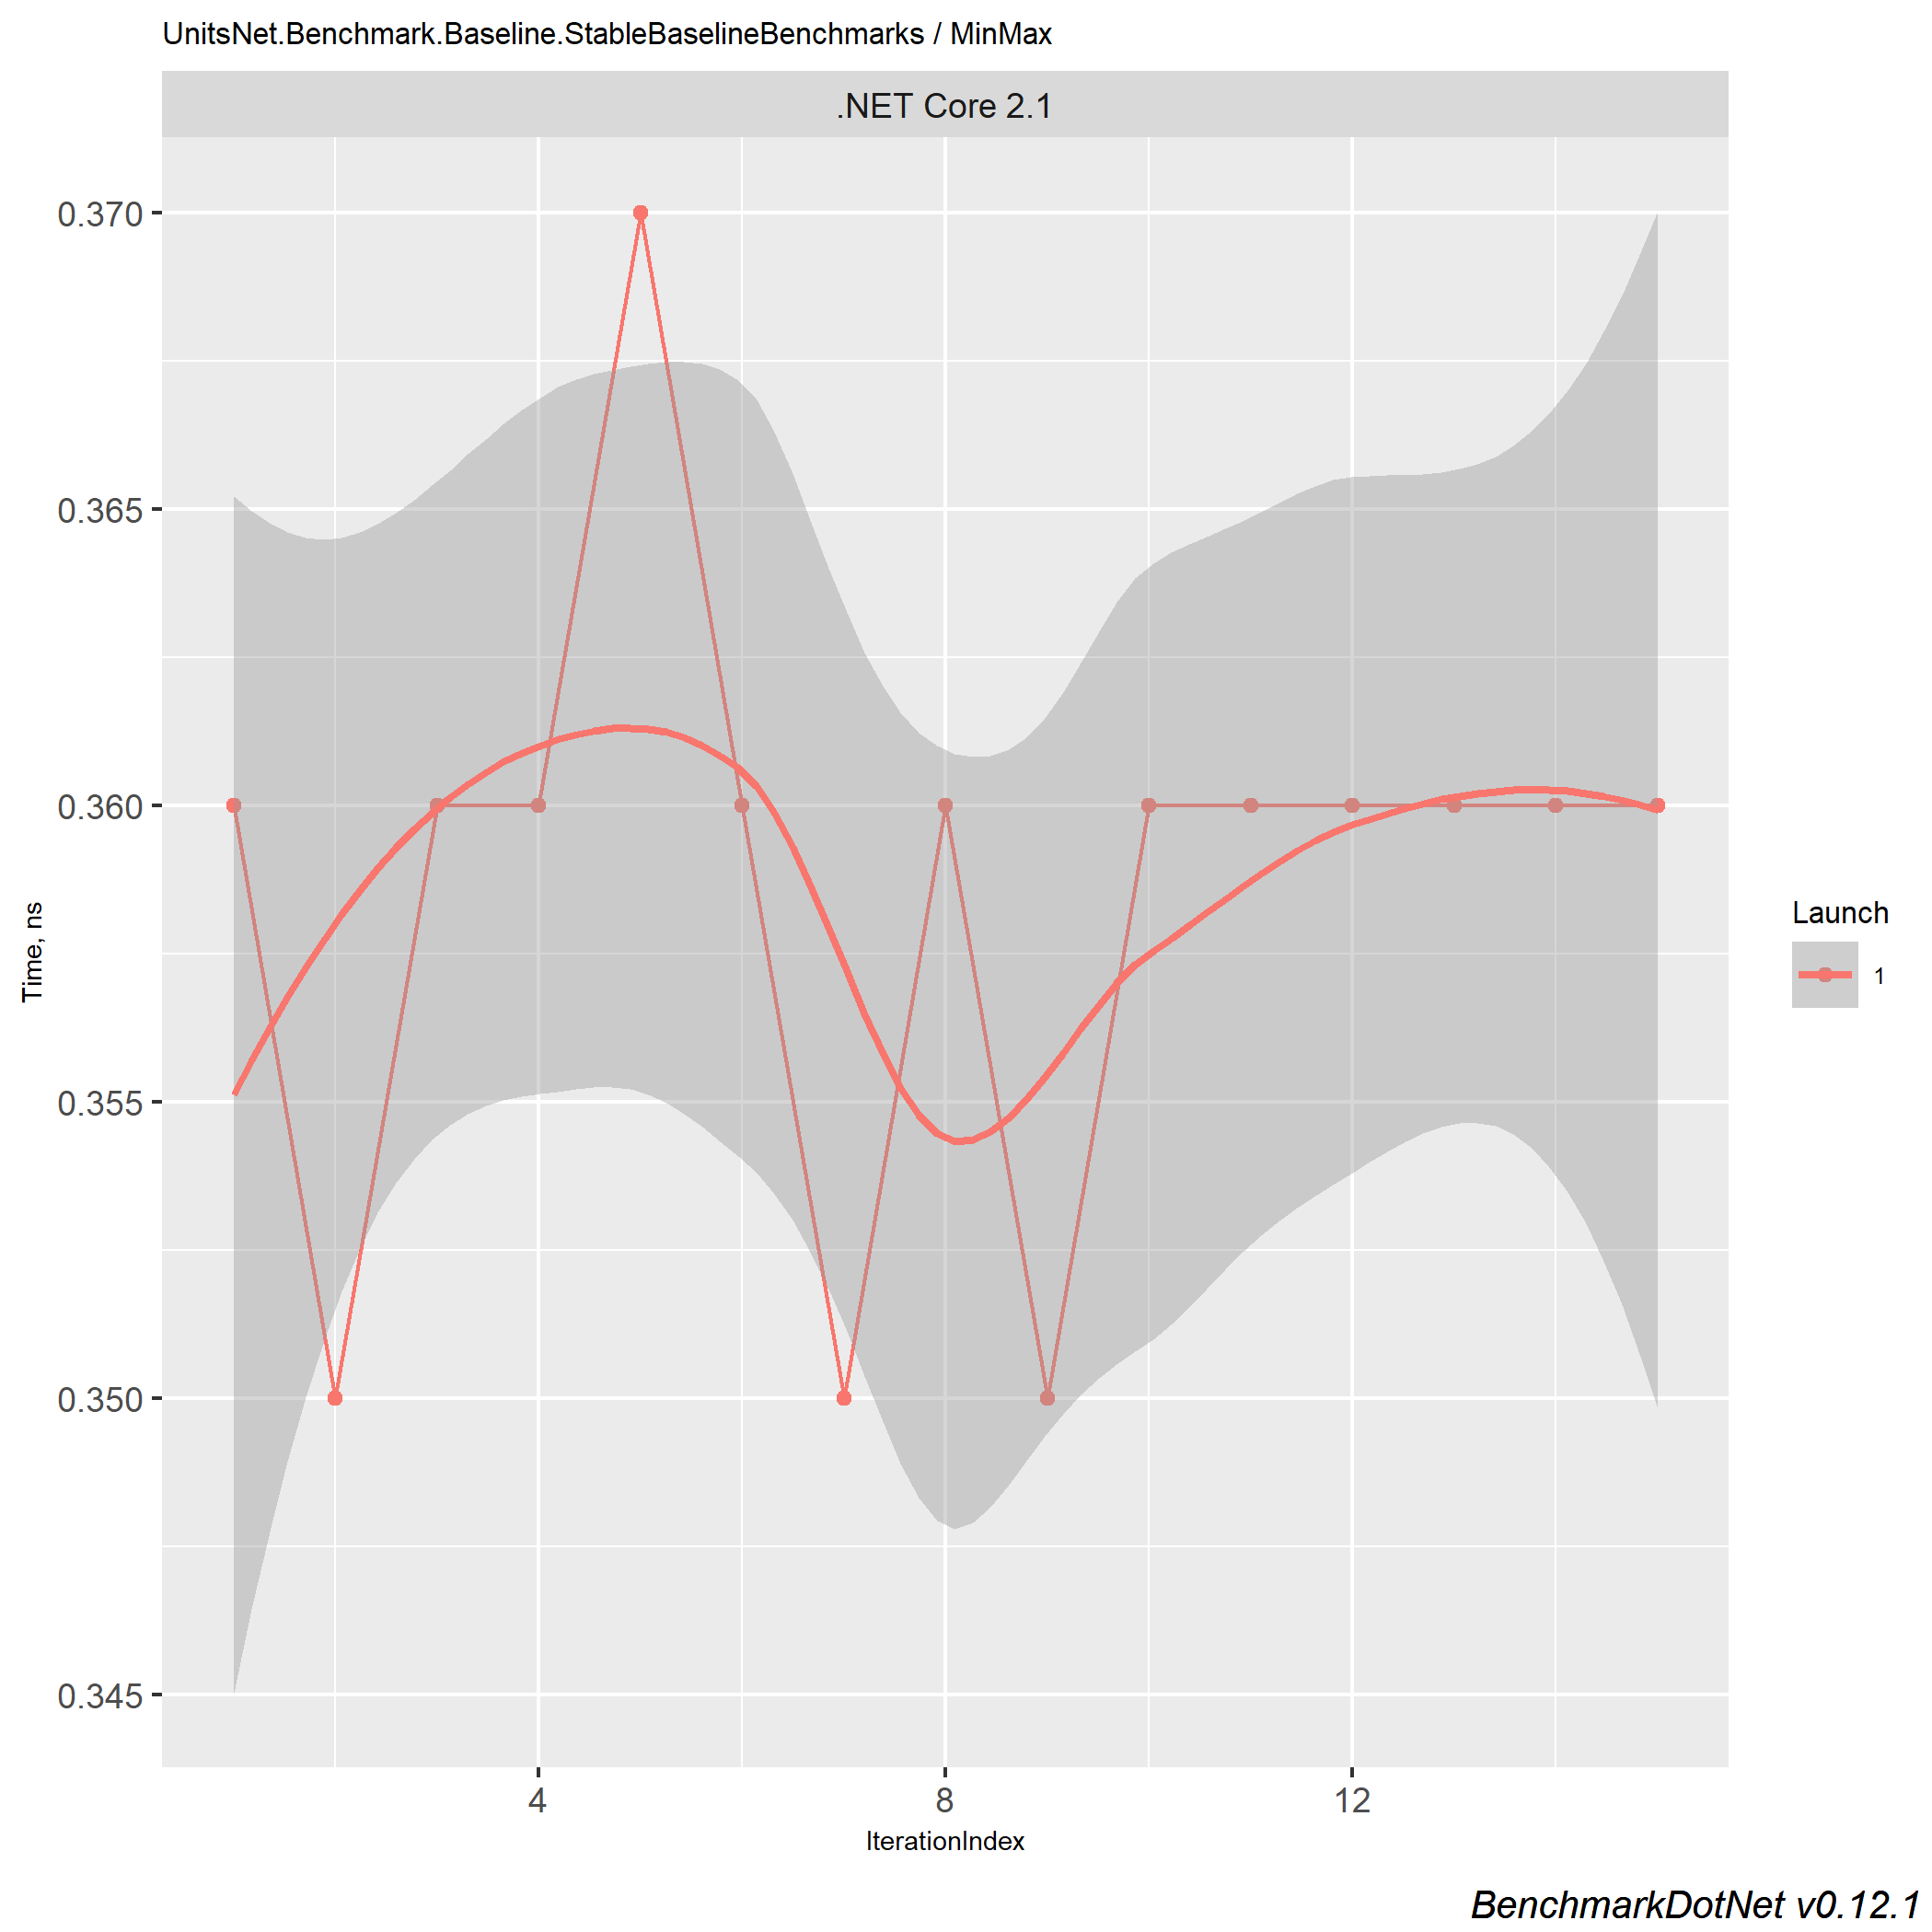 UnitsNet.Benchmark.Baseline.StableBaselineBenchmarks / MinMax
.NET Core 2.1
0.370
0.365
0.360
0.355
0.350
0.345
Time, ns
4
8
12
IterationIndex
Launch
1
BenchmarkDotNet v0.12.1